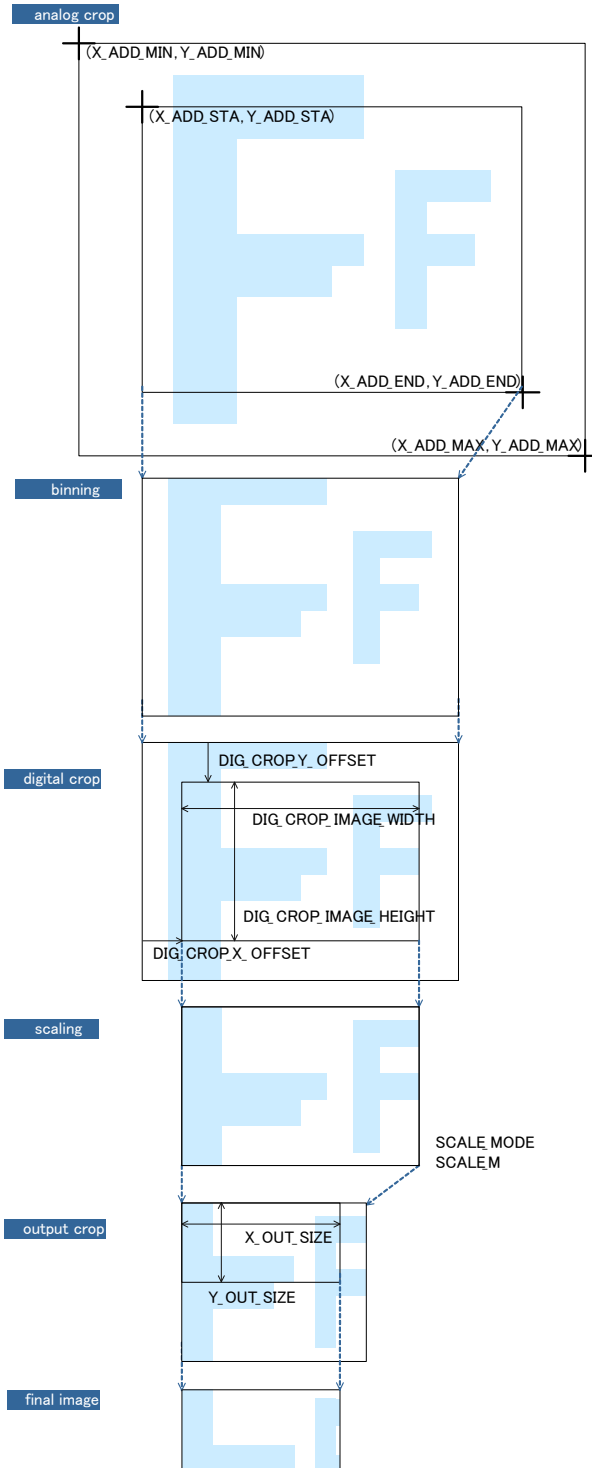 analog crop
(X_ADD_MIN,Y_ADD_MIN)
(X_ADD_STA,Y_ADD_STA)
(X_ADD_END,Y_ADD_END)
(X_ADD_MAX,Y_ADD_MAX)
binning
DIG_CROP_Y_OFFSET
digital crop
DIG_CROP_IMAGE_WIDTH
DIG_CROP_IMAGE_HEIGHT
DIG_CROP_X_OFFSET
scaling
SCALE_MODE
SCALE_M
output crop
X_OUT_SIZE
Y_OUT_SIZE
final image